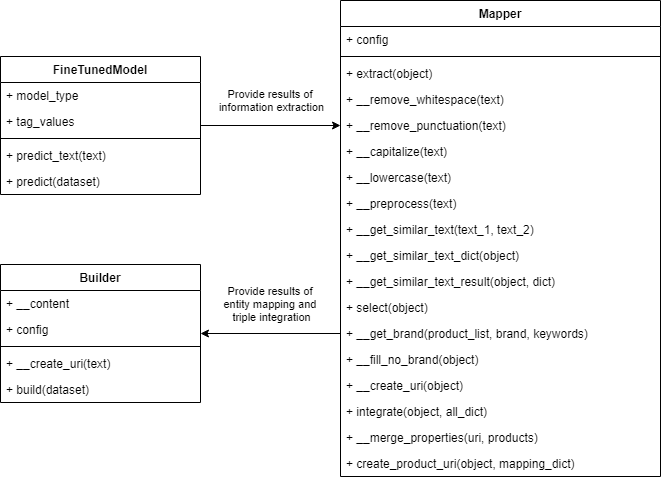 FineTunedModel
+ model_type
+ tag_values
+ predict_text(text)
+ predict(dataset)
Provide results of
information extraction
Mapper
+ config
+ extract(object)
+ __remove_whitespace(text)
+ __remove_punctuation(text)
+ __capitalize(text)
+ __lowercase(text)
+ __preprocess(text)
+ __get_similar_text(text_1, text_2)
+ __get_similar_text_dict(object)
+ __get_similar_text_result(object, dict)
+ select(object)
+ __get_brand(product_list, brand, keywords)
+ __fill_no_brand(object)
+ __create_uri(object)
+ integrate(object, all_dict)
+ __merge_properties(uri, products)
+ create_product_uri(object, mapping_dict)
Provide results of
entity mapping and
triple integration
Builder
+ __content
+ config
+ __create_uri(text)
+ build(dataset)